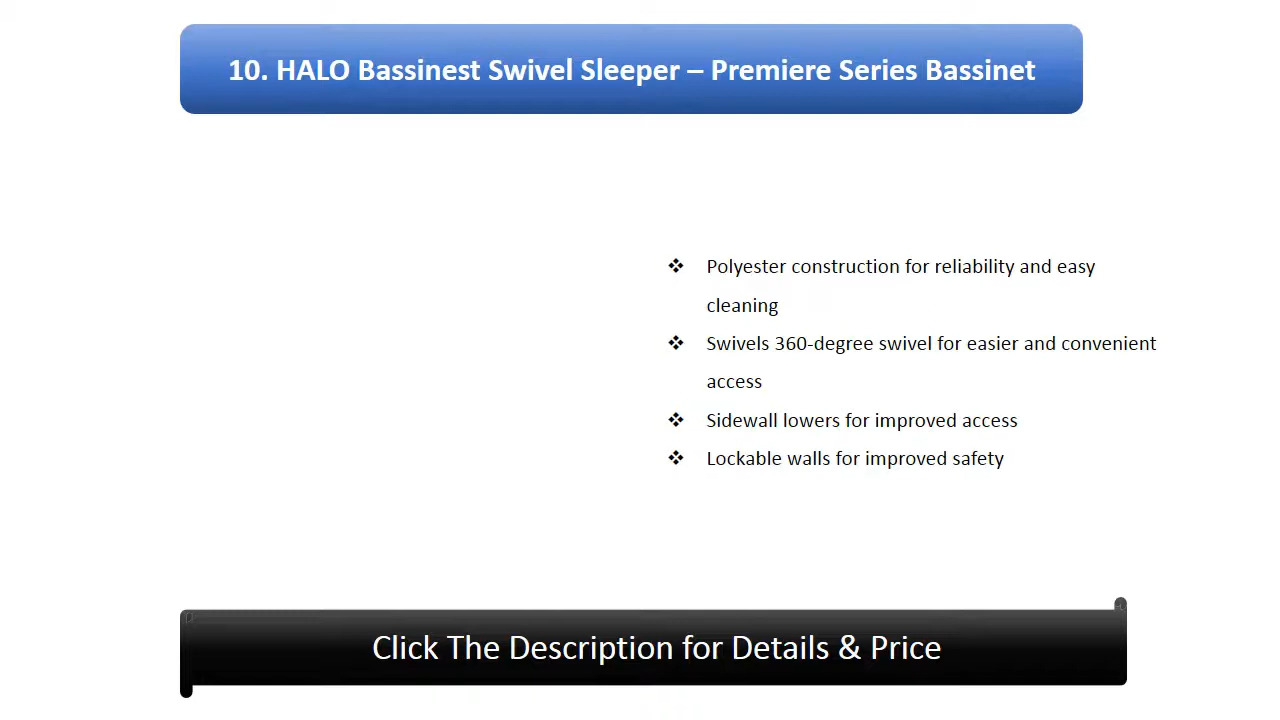 10. HALO Bassinest Swivel Sleeper – Premiere Series Bassinet
❖ Polyester construction for reliability and easy
cleaning
❖ Swivels 360-degree swivel for easier and convenient
access
❖ Sidewall lowers for improved access
❖ Lockable walls for improved safety
Click The Description for Details & Price